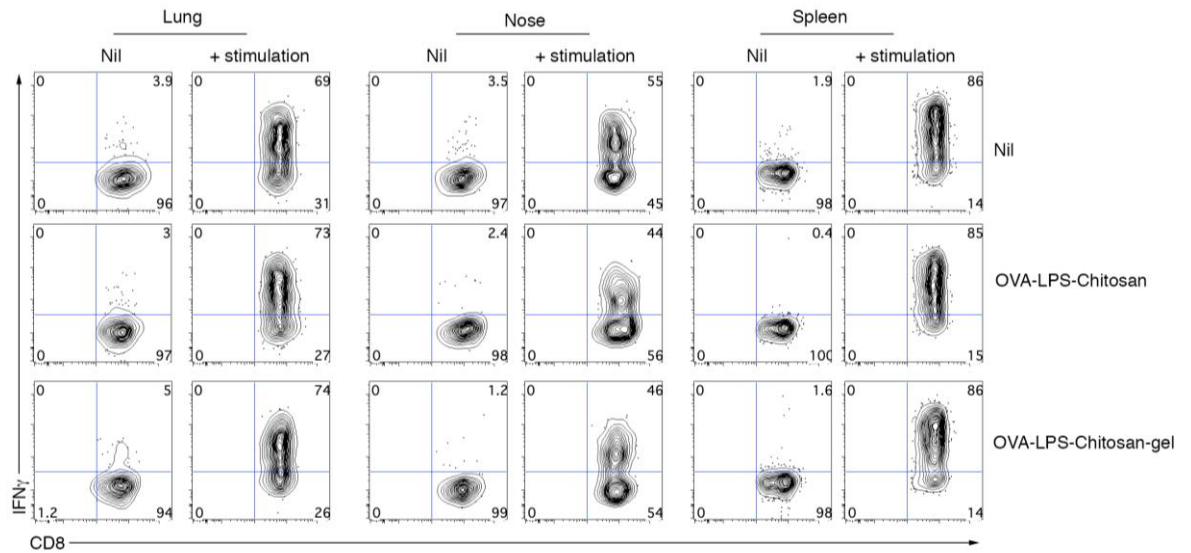 Lung Nose Spleen
Nil + stimulation Nil + stimulation Nil + stimulation
0 3.9 0 69 0 3.5 0 55 0 1.9 0 86
Nil
0 96 0 31 0 97 0 45 0 98 0 14
0 3 0 73 0 2.4 0 44 0 0.4 0 85
OVA-LPS-Chitosan
0 97 0 27 0 98 0 56 0 100 0 15
0 5 0 74 0 1.2 0 46 0 1.6 0 86
OVA-LPS-Chitosan-gel
IFNγ
1.2 94 0 26 0 99 0 54 0 98 0 14
CD8